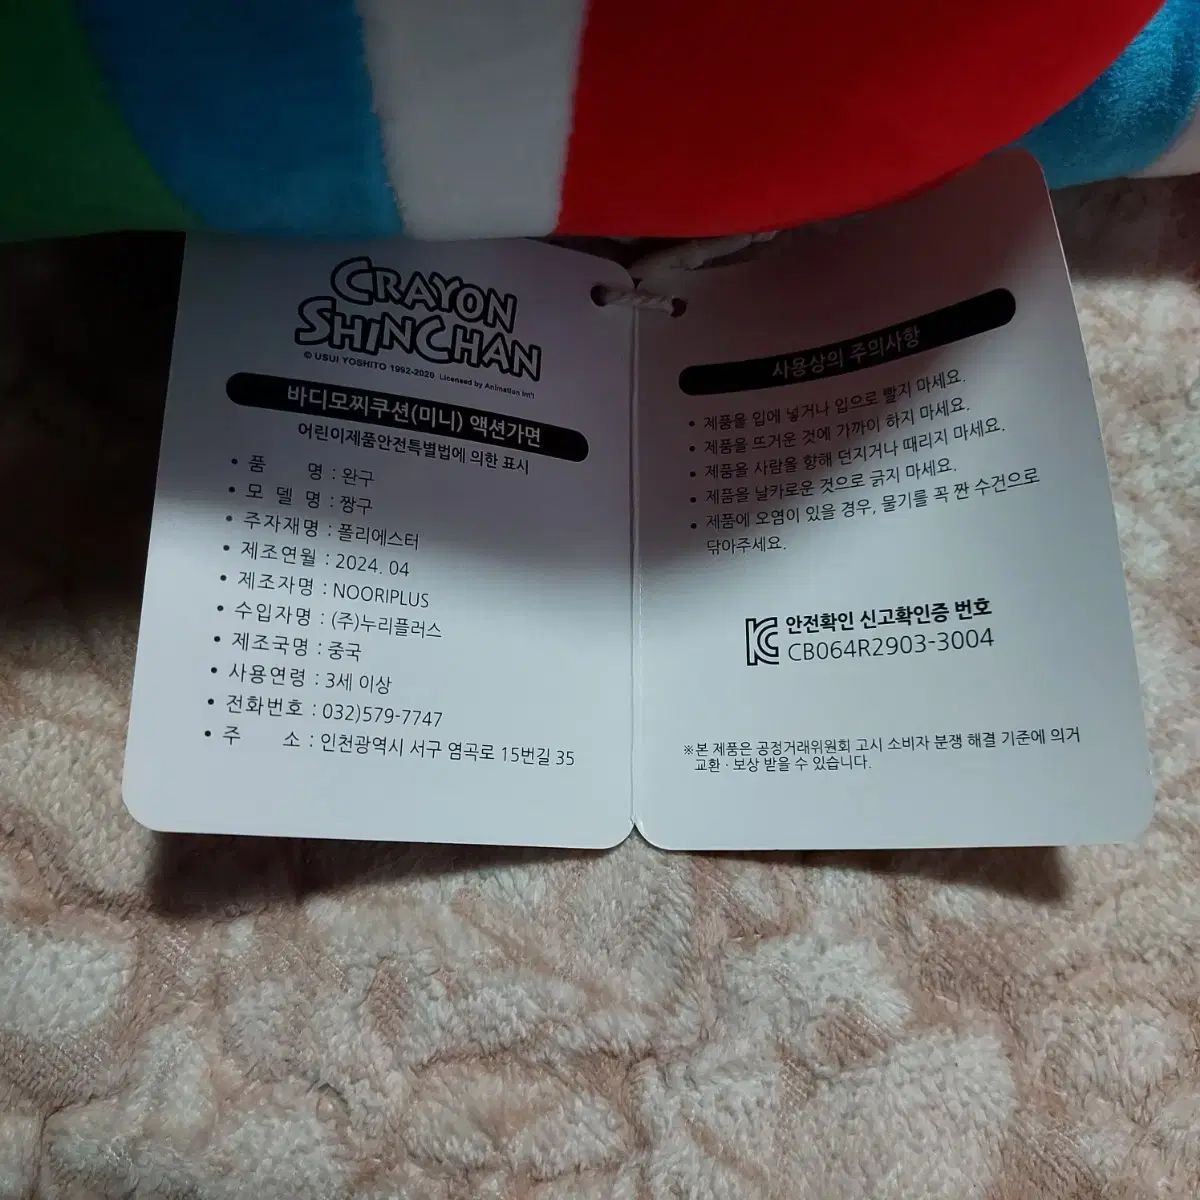 CRAYON
SHINCHAN
© USUI YOSHITO 1992-2020 Licensed by Animation Int'l
바디모찌쿠션(미니) 액션가면
어린이제품안전특별법에 의한 표시
• 품 명 : 완구
• 모 델 명 : 짱구
• 주자재명 : 폴리에스터
• 제조연월 : 2024. 04
• 제조자명 : NOORIPLUS
• 수입자명 : (주)누리플러스
• 제조국명 : 중국
• 사용연령 : 3세 이상
• 전화번호 : 032)579-7747
• 주 소 : 인천광역시 서구 염곡로 15번길 35
사용상의 주의사항
• 제품을 입에 넣거나 입으로 빨지 마세요.
• 제품을 뜨거운 것에 가까이 하지 마세요.
• 제품을 사람을 향해 던지거나 때리지 마세요.
• 제품을 날카로운 것으로 긁지 마세요.
• 제품에 오염이 있을 경우, 물기를 꼭 짠 수건으로
닦아주세요.
안전확인 신고확인증 번호
CB064R2903-3004
※본 제품은 공정거래위원회 고시 소비자 분쟁 해결 기준에 의거
교환 · 보상 받을 수 있습니다.